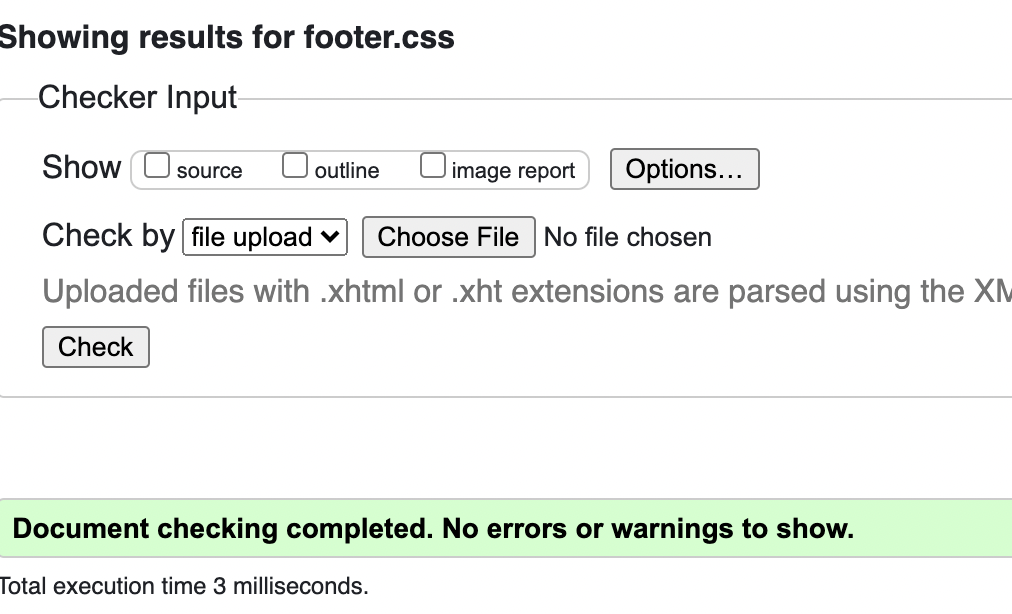 Showing results for footer.css
Checker Input
Show source outline image report Options...
Check by file upload Choose File No file chosen
Uploaded files with .xhtml or .xht extensions are parsed using the XM
Check
Document checking completed. No errors or warnings to show.
Total execution time 3 milliseconds.